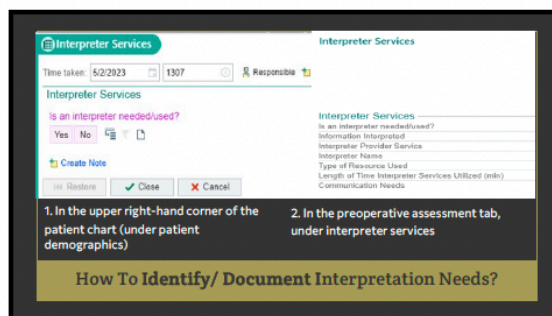 Interpreter Services
Time taken: 5/2/2023 1307 Responsible
Interpreter Services
Is an interpreter needed/used?
Yes No
Create Note
Restore Close Cancel
Interpreter Services
Interpreter Services
Is an interpreter needed/used?
Information Interpreted
Interpreter Provider Service
Interpreter Name
Type of Resource Used
Length of Time Interpreter Services Utilized (min)
Communication Needs
1. In the upper right-hand corner of the
patient chart (under patient
demographics)
2. In the preoperative assessment tab,
under interpreter services
How To Identify/ Document Interpretation Needs?